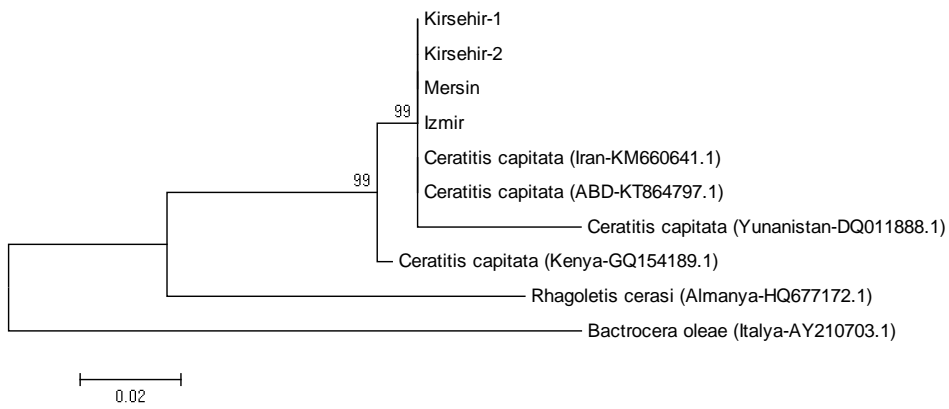 Kirsehir-1
Kirsehir-2
Mersin
99
Izmir
Ceratitis capitata (Iran-KM660641.1)
99
Ceratitis capitata (ABD-KT864797.1)
Ceratitis capitata (Yunanistan-DQ011888.1)
Ceratitis capitata (Kenya-GQ154189.1)
Rhagoletis cerasi (Almanya-HQ677172.1)
Bactrocera oleae (Italya-AY210703.1)
0.02